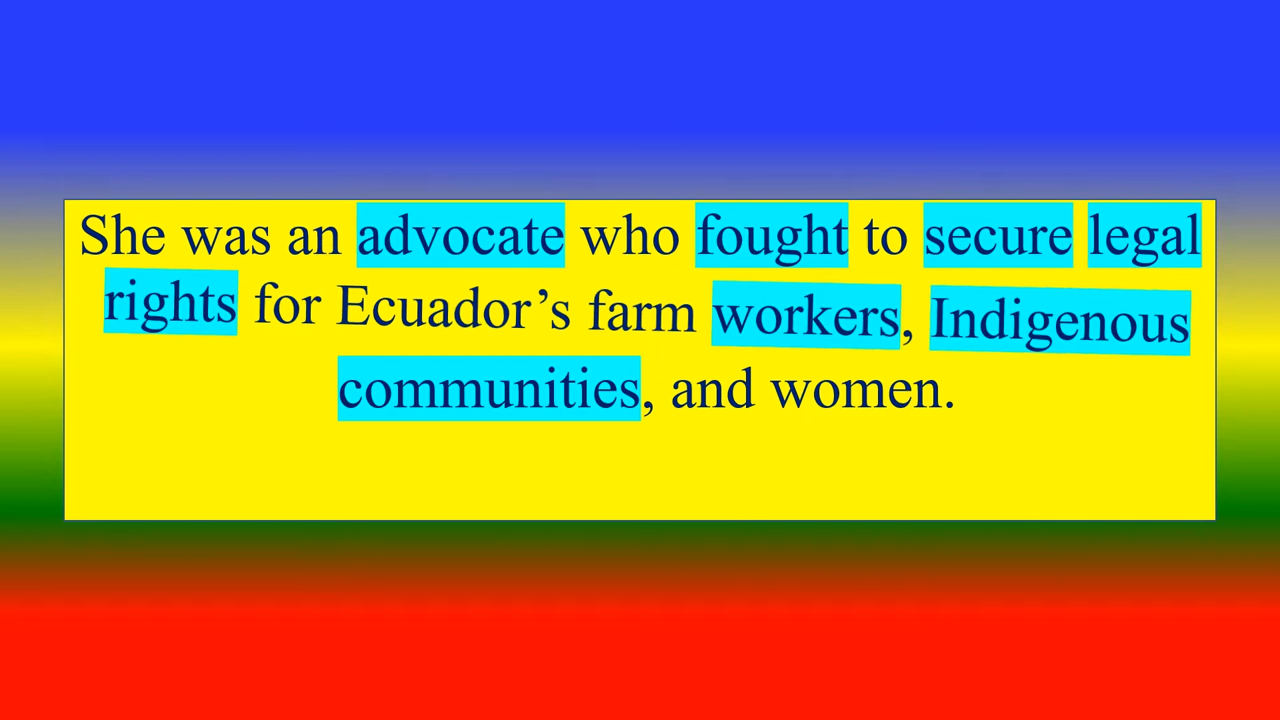 She was an advocate who fought to secure legal
rights for Ecuador’s farm workers, Indigenous
communities, and women.